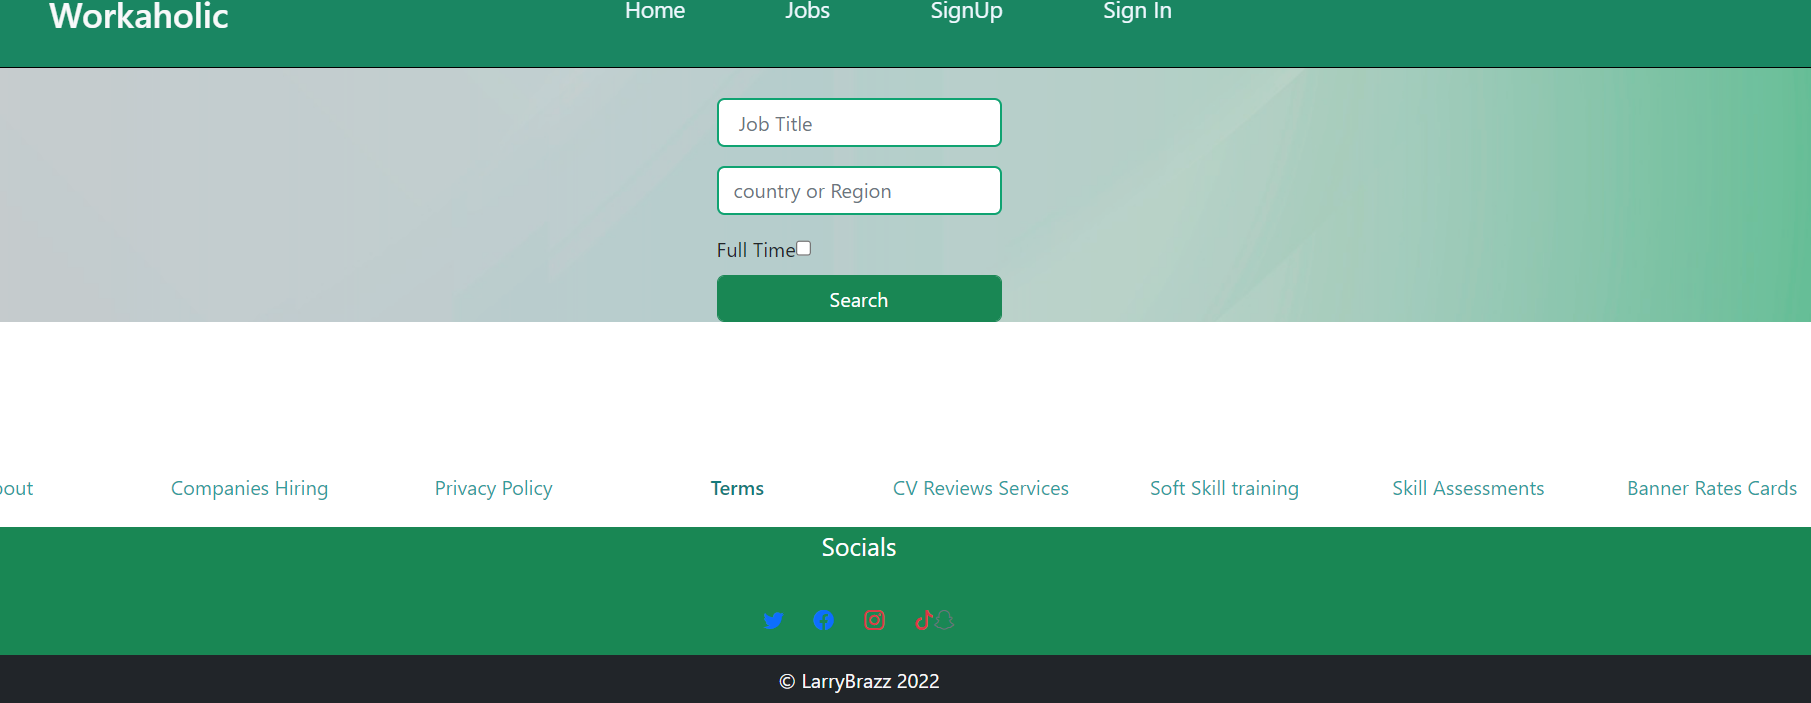 Workaholic Home Jobs SignUp Sign In
Job Title
country or Region
Full Time
Search
out Companies Hiring Privacy Policy Terms CV Reviews Services Soft Skill training Skill Assessments Banner Rates Cards
Socials
© LarryBrazz 2022